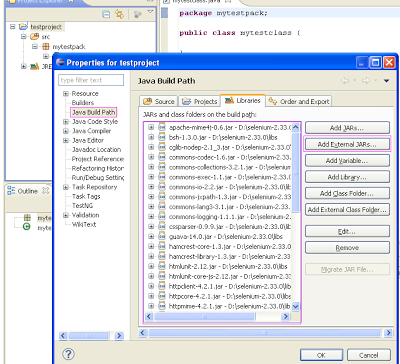 Project Explorer
mytestclass.java
testproject
src
mytestpack
JRE
package mytestpack;
public class mytestclass {
Properties for testproject
type filter text
Java Build Path
Resource
Builders
Java Build Path
Java Code Style
Java Compiler
Java Editor
Javadoc Location
Project Reference
Refactoring Histor
Run/Debug Setting
Task Repository
Task Tags
TestNG
Validation
WikiText
Source
Projects
Libraries
Order and Export
JARs and class folders on the build path:
apache-mime4j-0.6.jar - D:\selenium-2.33.0\lib
bsh-1.3.0.jar - D:\selenium-2.33.0\libs
cglib-nodep-2.1_3.jar - D:\selenium-2.33.0\lib
commons-codec-1.6.jar - D:\selenium-2.33.0\lib
commons-collections-3.2.1.jar - D:\selenium-2.33
commons-exec-1.1.jar - D:\selenium-2.33.0\libs
commons-io-2.2.jar - D:\selenium-2.33.0\libs
commons-jxpath-1.3.jar - D:\selenium-2.33.0\li
commons-lang3-3.1.jar - D:\selenium-2.33.0\lib
commons-logging-1.1.1.jar - D:\selenium-2.33.0
cssparser-0.9.9.jar - D:\selenium-2.33.0\libs
guava-14.0.jar - D:\selenium-2.33.0\libs
hamcrest-core-1.3.jar - D:\selenium-2.33.0\libs
hamcrest-library-1.3.jar - D:\selenium-2.33.0\lib
htmlunit-2.12.jar - D:\selenium-2.33.0\libs
htmlunit-core-js-2.12.jar - D:\selenium-2.33.0\l
httpclient-4.2.1.jar - D:\selenium-2.33.0\libs
httpcore-4.2.1.jar - D:\selenium-2.33.0\libs
httpmime-4.2.1.jar - D:\selenium-2.33.0\libs
Add JARs...
Add External JARs...
Add Variable...
Add Library...
Add Class Folder...
Add External Class Folder...
Edit...
Remove
Migrate JAR File...
Outline
myte
myte
OK
Cancel